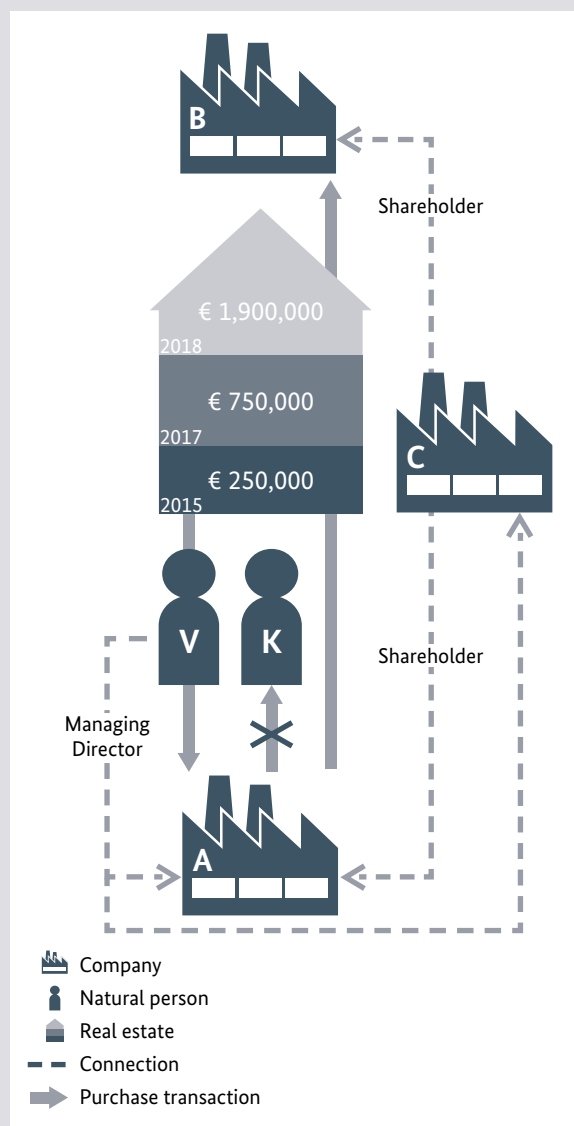 B
Shareholder
€ 1,900,000
2018
€ 750,000
2017
C
€ 250,000
2015
V
K
Shareholder
Managing
Director
A
Company
Natural person
Real estate
Connection
Purchase transaction